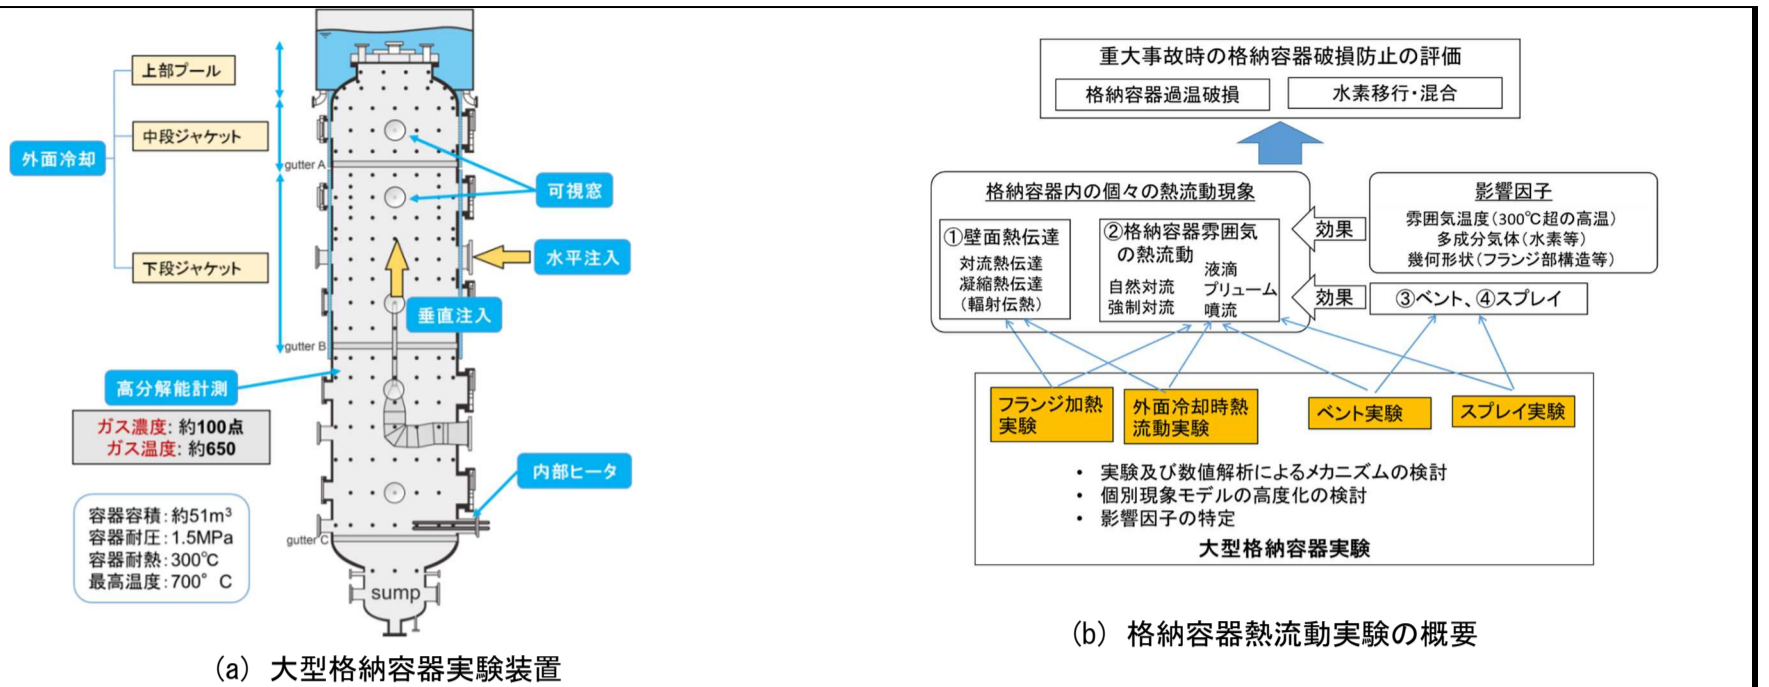 上部プール
中段ジャケット
外面冷却
下段ジャケット
gutter A
可視窓
水平注入
垂直注入
gutter B
高分解能計測
ガス濃度: 約100点
ガス温度: 約650
内部ヒータ
容器容積：約51m³
容器耐圧：1.5MPa
容器耐熱：300℃
最高温度：700°C
gutter C
sump
(a) 大型格納容器実験装置
重大事故時の格納容器破損防止の評価
格納容器過温破損
水素移行・混合
格納容器内の個々の熱流動現象
①壁面熱伝達
対流熱伝達
凝縮熱伝達
(輻射伝熱)
②格納容器雰囲気
の熱流動
自然対流
強制対流
液滴
プリューム
噴流
効果
影響因子
雰囲気温度(300℃超の高温)
多成分気体(水素等)
幾何形状(フランジ部構造等)
効果
③ベント、④スプレイ
フランジ加熱
実験
外面冷却時熱
流動実験
ベント実験
スプレイ実験
• 実験及び数値解析によるメカニズムの検討
• 個別現象モデルの高度化の検討
• 影響因子の特定
大型格納容器実験
(b) 格納容器熱流動実験の概要